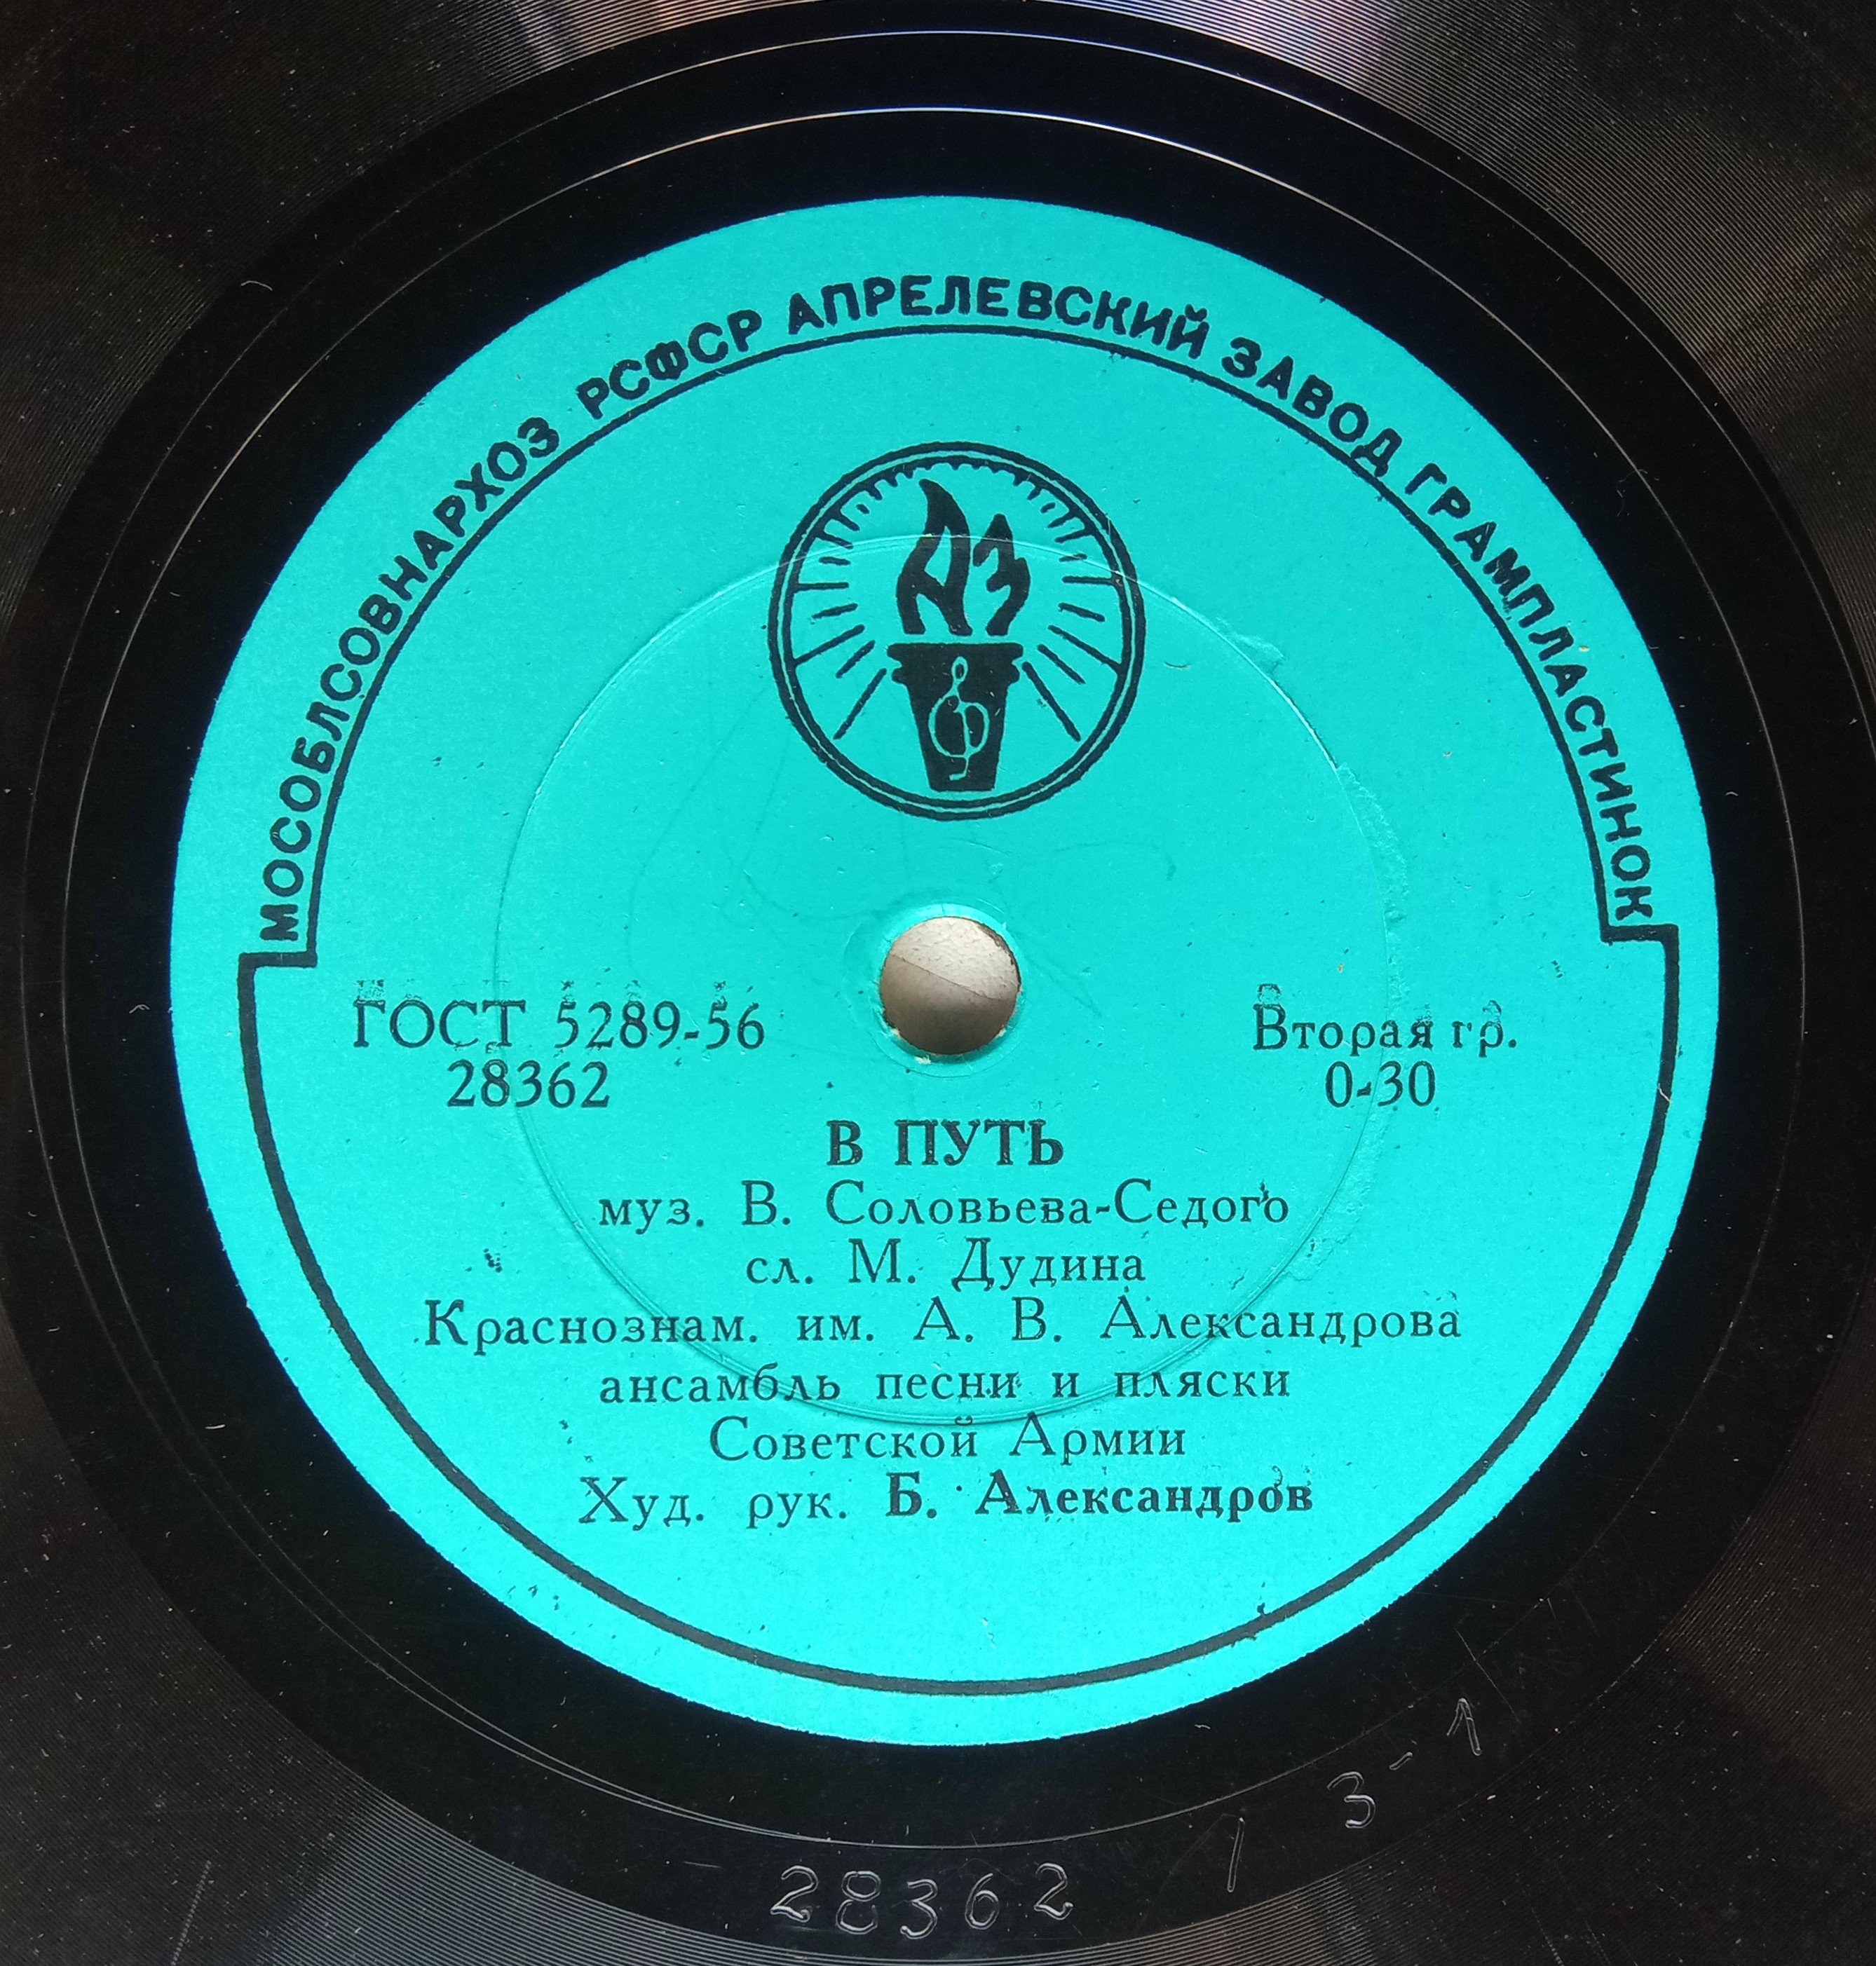 МОСОБЛСОВНАРХОЗ РСФСР АПРЕЛЕВСКИЙ ЗАВОД ГРАМПЛАСТИНОК
АЗ
ГОСТ 5289-56
28362
Вторая гр.
0-30
В ПУТЬ
муз. В. Соловьева-Седого
сл. М. Дудина
Краснознам. им. А. В. Александрова
ансамбль песни и пляски
Советской Армии
Худ. рук. Б. Александров
28362 / 3-1